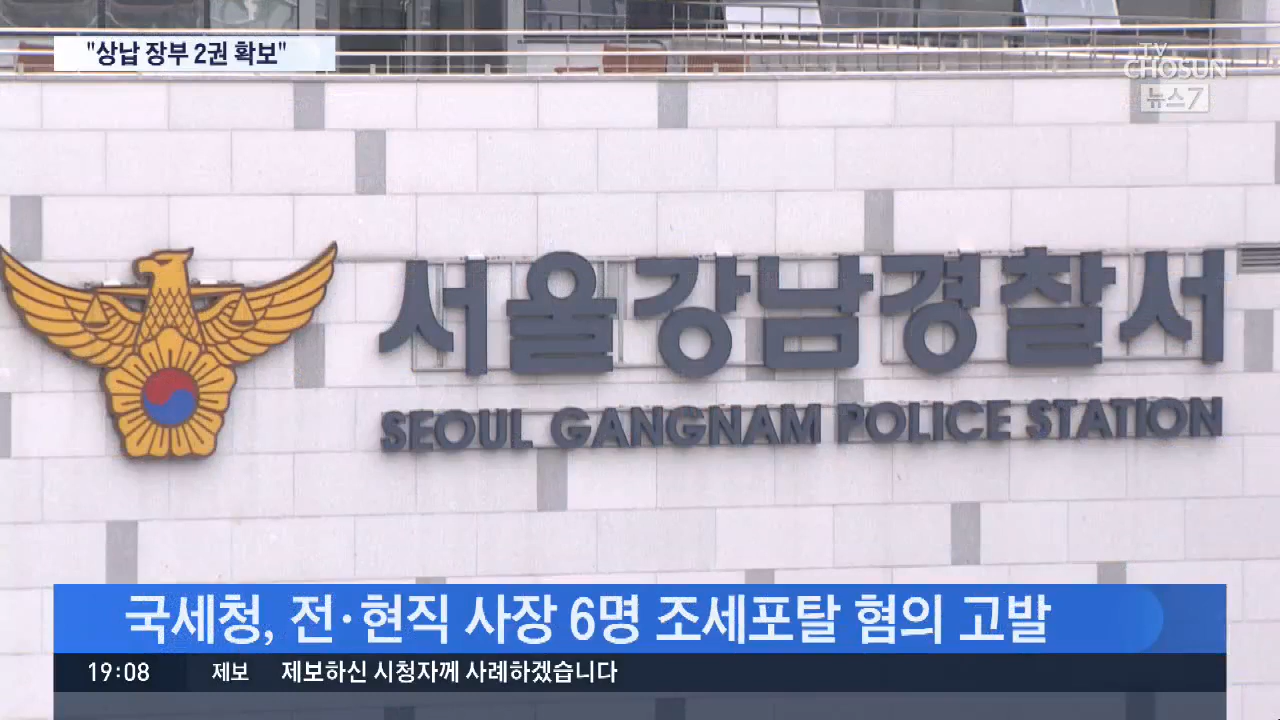 "상납 장부 2권 확보"
TV
CHOSUN
뉴스7
서울강남경찰서
SEOUL GANGNAM POLICE STATION
국세청, 전·현직 사장 6명 조세포탈 혐의 고발
19:08 제보 제보하신 시청자께 사례하겠습니다